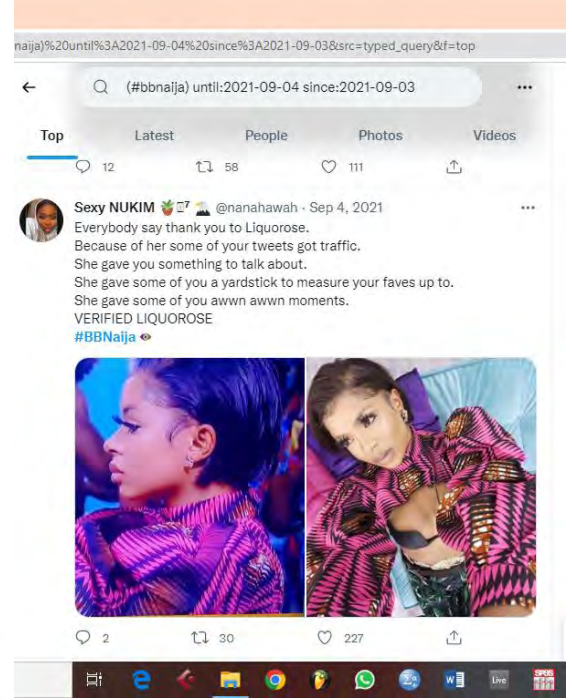 naija)%20until%3A2021-09-04%20since%3A2021-09-03&src=typed_query&f=top
(#bbnaija) until:2021-09-04 since:2021-09-03
Top Latest People Photos Videos
12 58 111
Sexy NUKIM 7 @nanahawah · Sep 4, 2021
Everybody say thank you to Liquorose.
Because of her some of your tweets got traffic.
She gave you something to talk about.
She gave some of you a yardstick to measure your faves up to.
She gave some of you awwn awwn moments.
VERIFIED LIQUOROSE
#BBNaija
2 30 227
Live SPSS